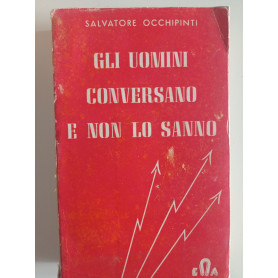 SALVATORE OCCHIPINTI
GLI UOMINI
CONVERSANO
E NON LO SANNO